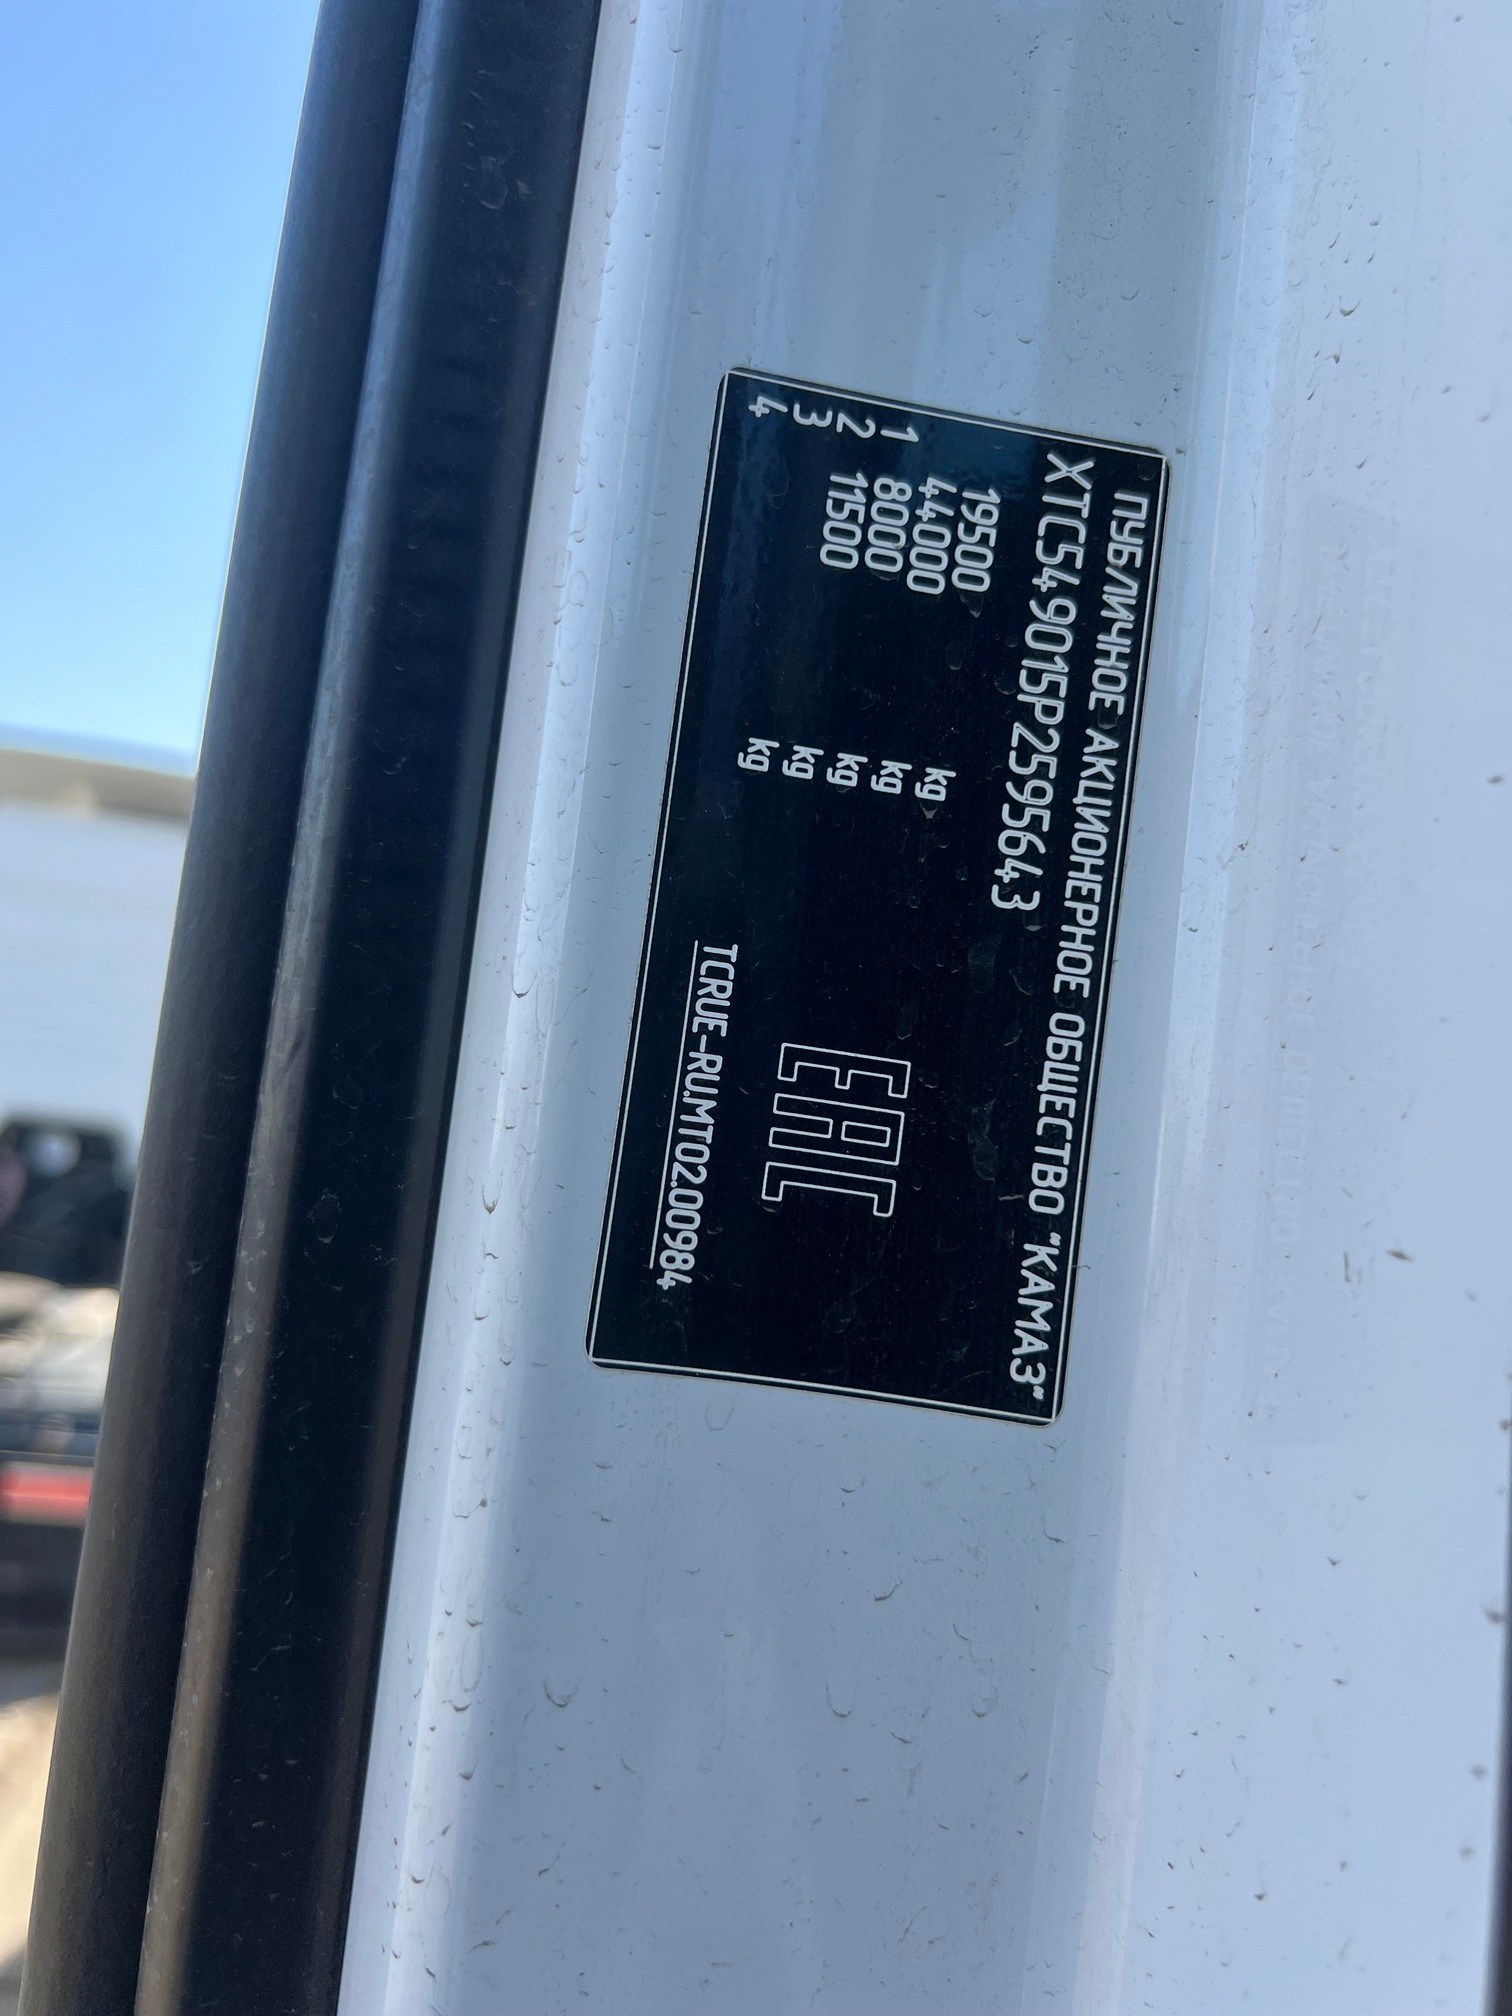 ПУБЛИЧНОЕ АКЦИОНЕРНОЕ ОБЩЕСТВО "КАМАЗ"
XTC549015P2595643
19500 kg
44000 kg
1 8000 kg
2 11500 kg
3 kg
4
EAC
TCRUE-RU.MT02.00984